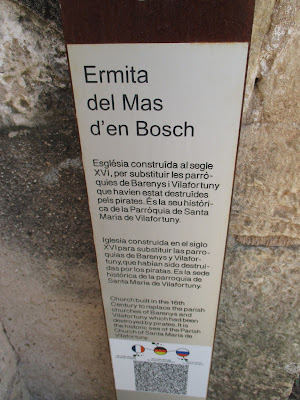 Ermita
del Mas
d'en Bosch
Església construïda al segle
XVI, per substituir les parrò-
quies de Barenys i Vilafortuny
que havien estat destruïdes
pels pirates. És la seu històri-
ca de la Parròquia de Santa
Maria de Vilafortuny.
Iglesia construida en el siglo
XVI para substituir las parro-
quias de Barenys y Vilafor-
tuny, que habían sido destrui-
das por los piratas. Es la sede
histórica de la parroquia de
Santa Maria de Vilafortuny.
Church built in the 16th
Century to replace the parish
churches of Barenys and
Vilafortuny which had been
destroyed by pirates. It is
the historic see of the Parish
Church of Santa Maria de
Vilafortuny.